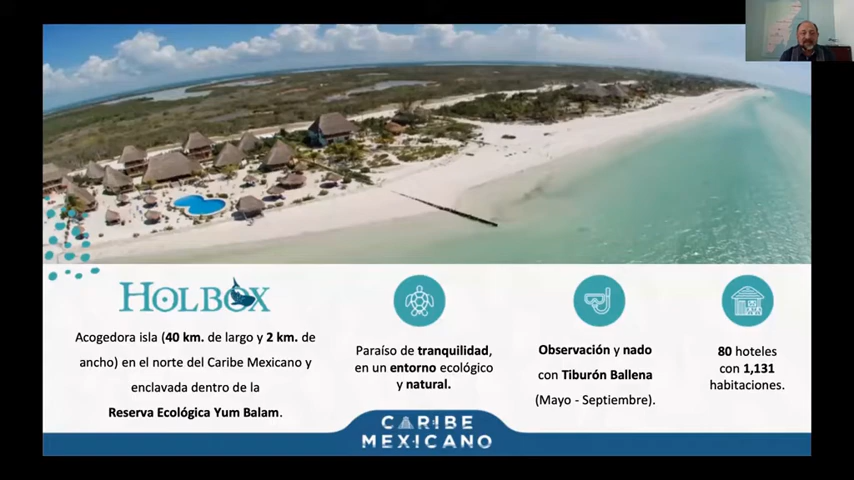 HOLBOX
Acogedora isla (40 km. de largo y 2 km. de
ancho) en el norte del Caribe Mexicano y
enclavada dentro de la
Reserva Ecológica Yum Balam.
Paraíso de tranquilidad,
en un entorno ecológico
y natural.
Observación y nado
con Tiburón Ballena
(Mayo - Septiembre).
80 hoteles
con 1,131
habitaciones.
CARIBE
MEXICANO